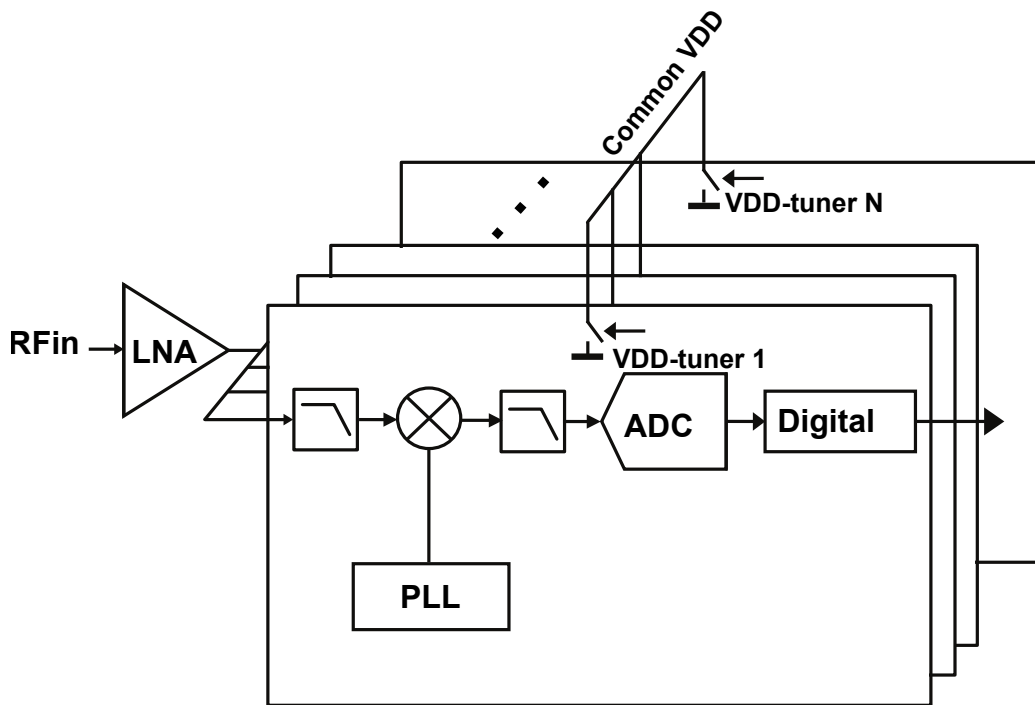 Common VDD
VDD-tuner N
RFin
LNA
VDD-tuner 1
ADC
Digital
PLL